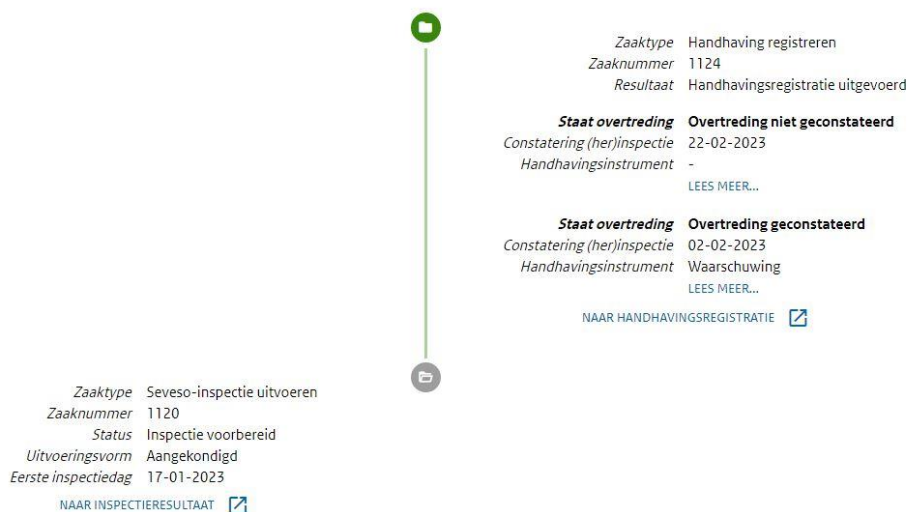 Zaaktype Handhaving registreren
Zaaknummer 1124
Resultaat Handhavingsregistratie uitgevoerd
Staat overtreding Overtreding niet geconstateerd
Constatering (her)inspectie 22-02-2023
Handhavingsinstrument -
LEES MEER...
Staat overtreding Overtreding geconstateerd
Constatering (her)inspectie 02-02-2023
Handhavingsinstrument Waarschuwing
LEES MEER...
NAAR HANDHAVINGSREGISTRATIE
Zaaktype Seveso-inspectie uitvoeren
Zaaknummer 1120
Status Inspectie voorbereid
Uitvoeringsvorm Aangekondigd
Eerste inspectiedag 17-01-2023
NAAR INSPECTIERESULTAAT